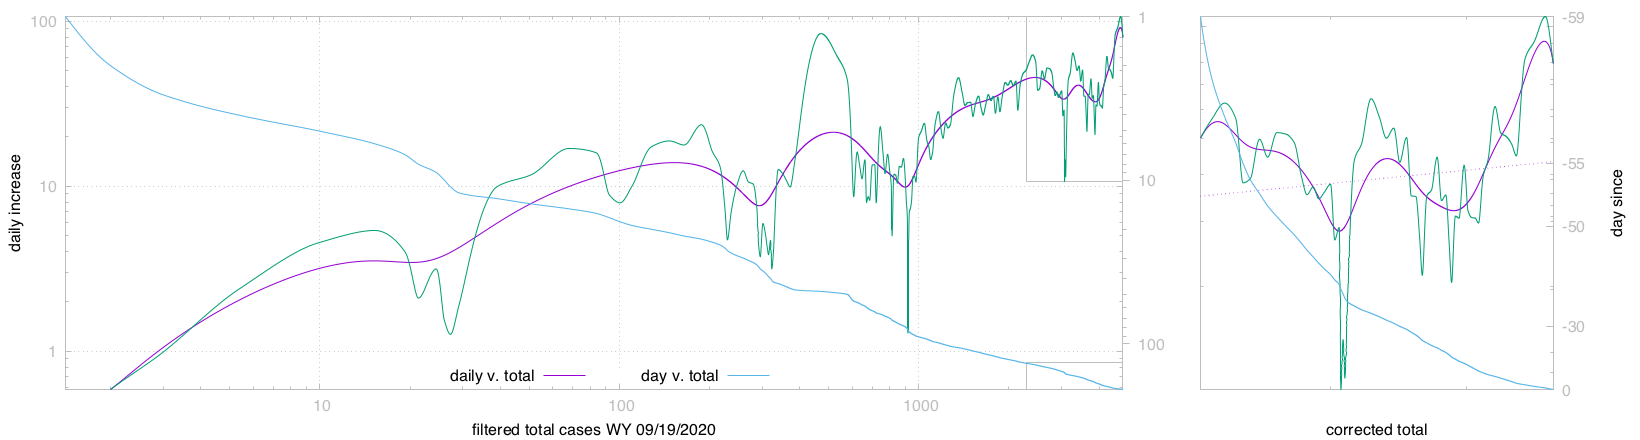 100
10
1
daily increase
10
100
1000
1
10
100
daily v. total
day v. total
filtered total cases WY 09/19/2020
-59
-55
-50
-30
0
day since
corrected total